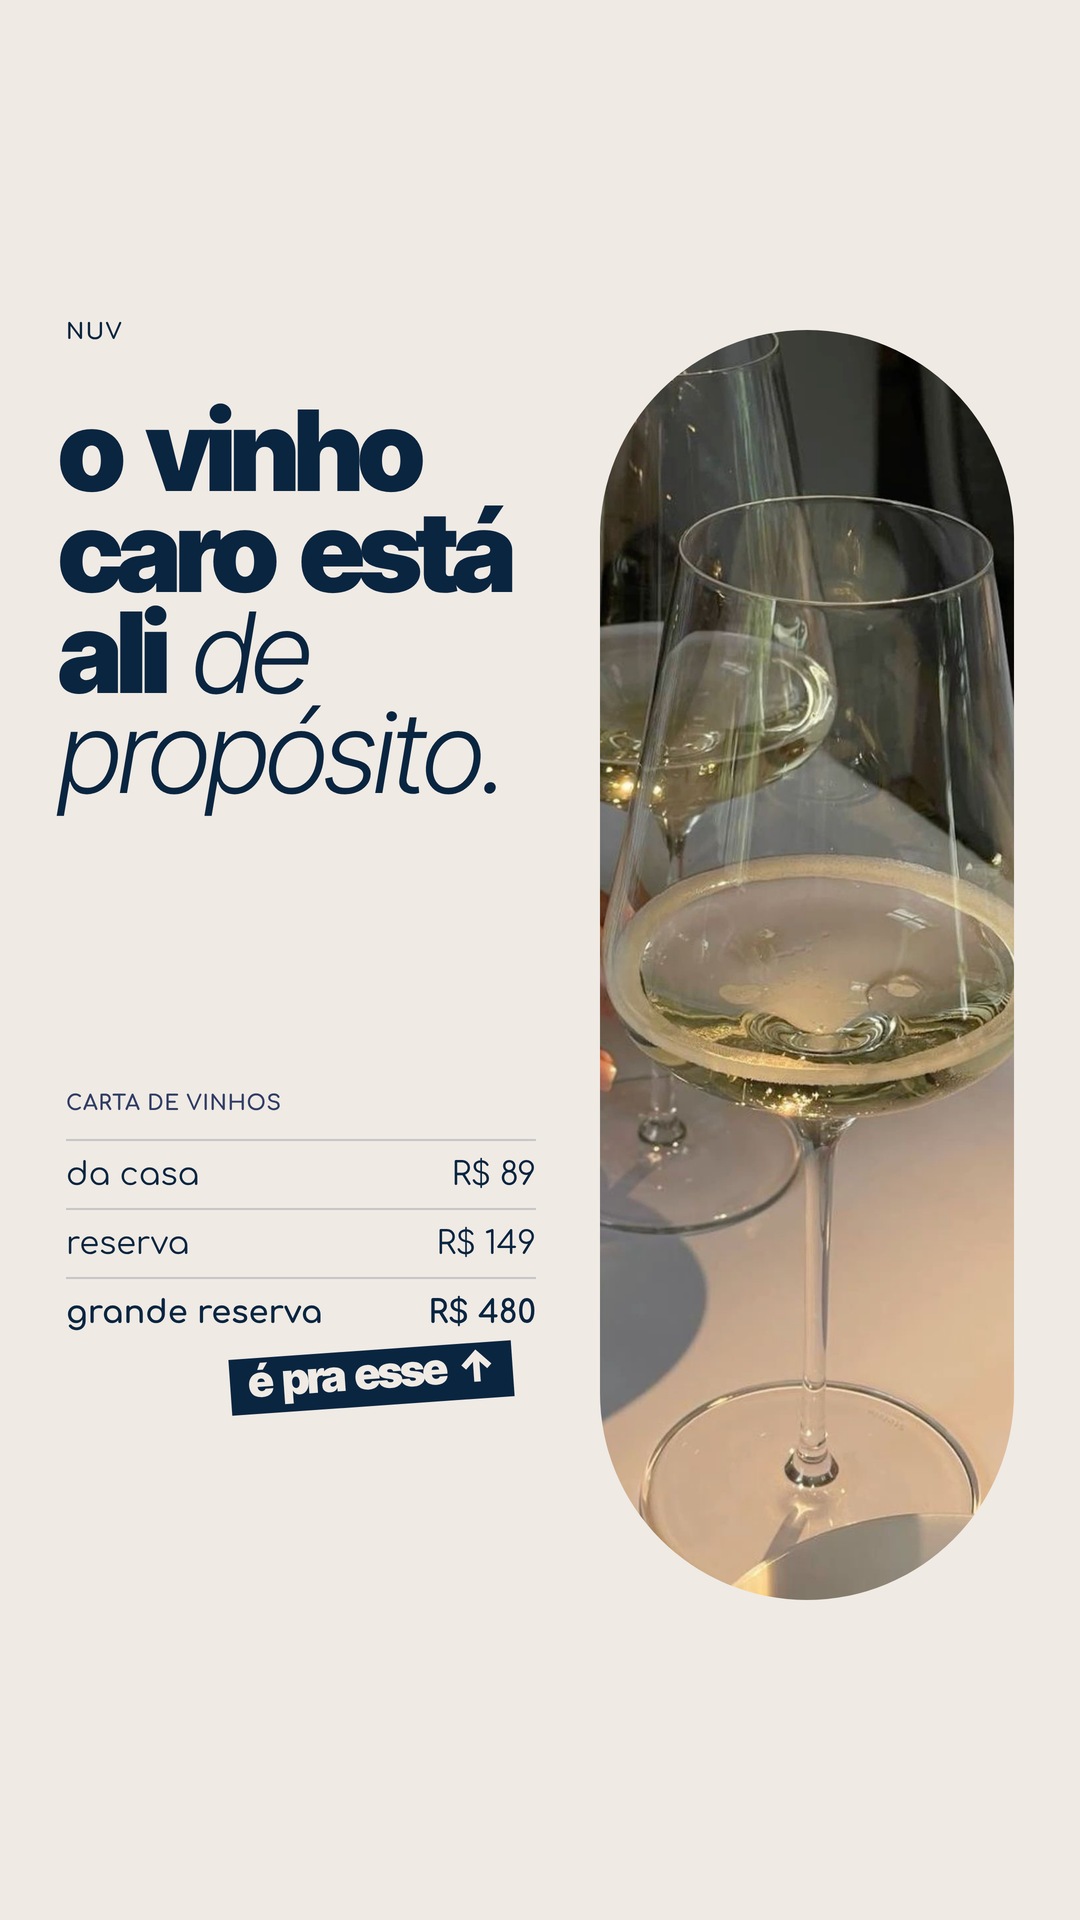 NUV
o vinho
caro está
ali de
propósito.
CARTA DE VINHOS
da casa R$ 89
reserva R$ 149
grande reserva R$ 480
é pra esse ↑